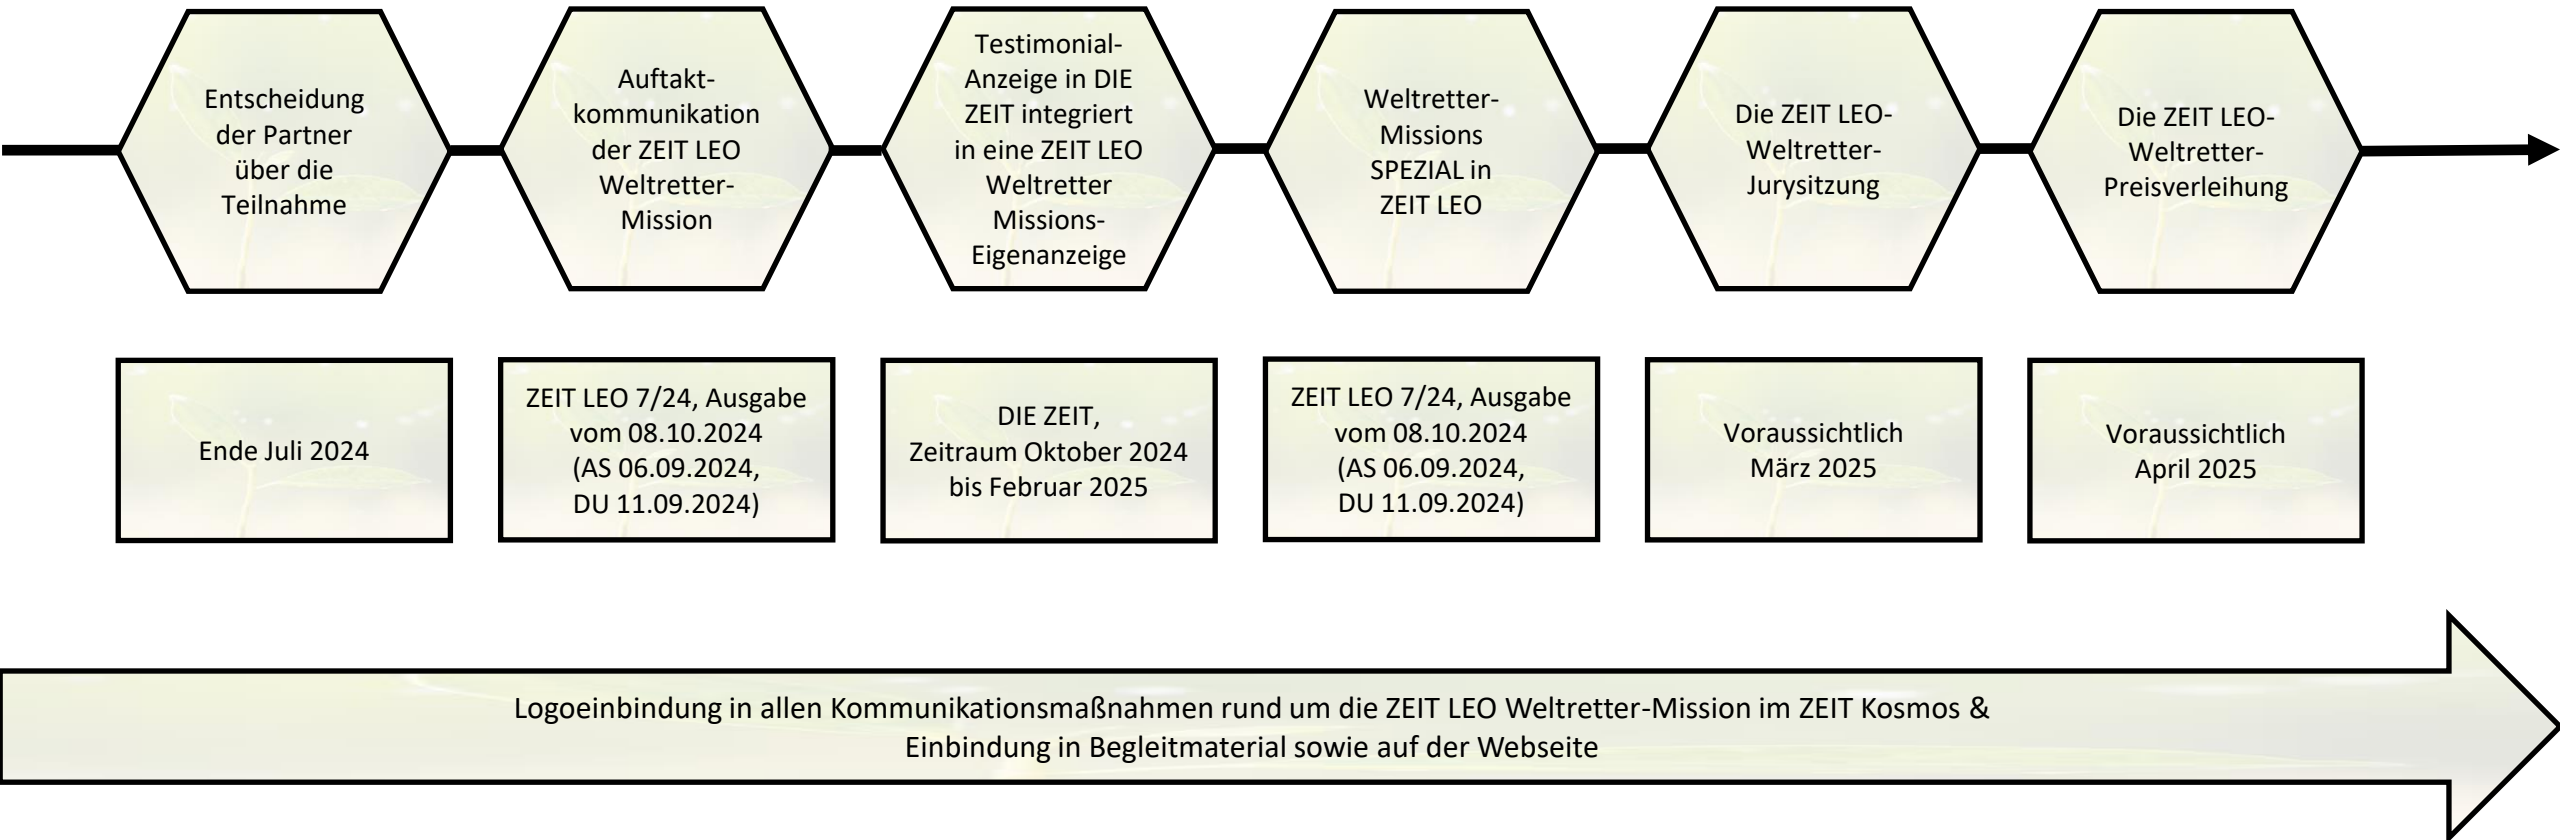 Entscheidung
der Partner
über die
Teilnahme
Auftakt-
kommunikation
der ZEIT LEO
Weltretter-
Mission
Testimonial-
Anzeige in DIE
ZEIT integriert
in eine ZEIT LEO
Weltretter
Missions-
Eigenanzeige
Weltretter-
Missions
SPEZIAL in
ZEIT LEO
Die ZEIT LEO-
Weltretter-
Jurysitzung
Die ZEIT LEO-
Weltretter-
Preisverleihung
Ende Juli 2024
ZEIT LEO 7/24, Ausgabe
vom 08.10.2024
(AS 06.09.2024,
DU 11.09.2024)
DIE ZEIT,
Zeitraum Oktober 2024
bis Februar 2025
ZEIT LEO 7/24, Ausgabe
vom 08.10.2024
(AS 06.09.2024,
DU 11.09.2024)
Voraussichtlich
März 2025
Voraussichtlich
April 2025
Logoeinbindung in allen Kommunikationsmaßnahmen rund um die ZEIT LEO Weltretter-Mission im ZEIT Kosmos &
Einbindung in Begleitmaterial sowie auf der Webseite